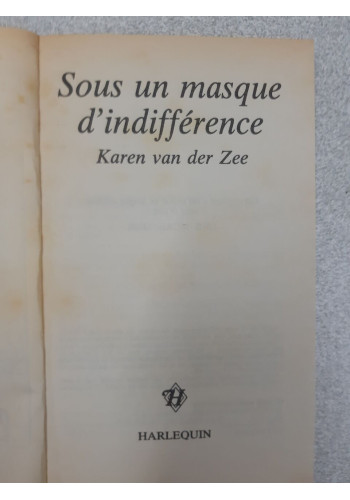 Sous un masque
d'indifférence
Karen van der Zee
H
HARLEQUIN